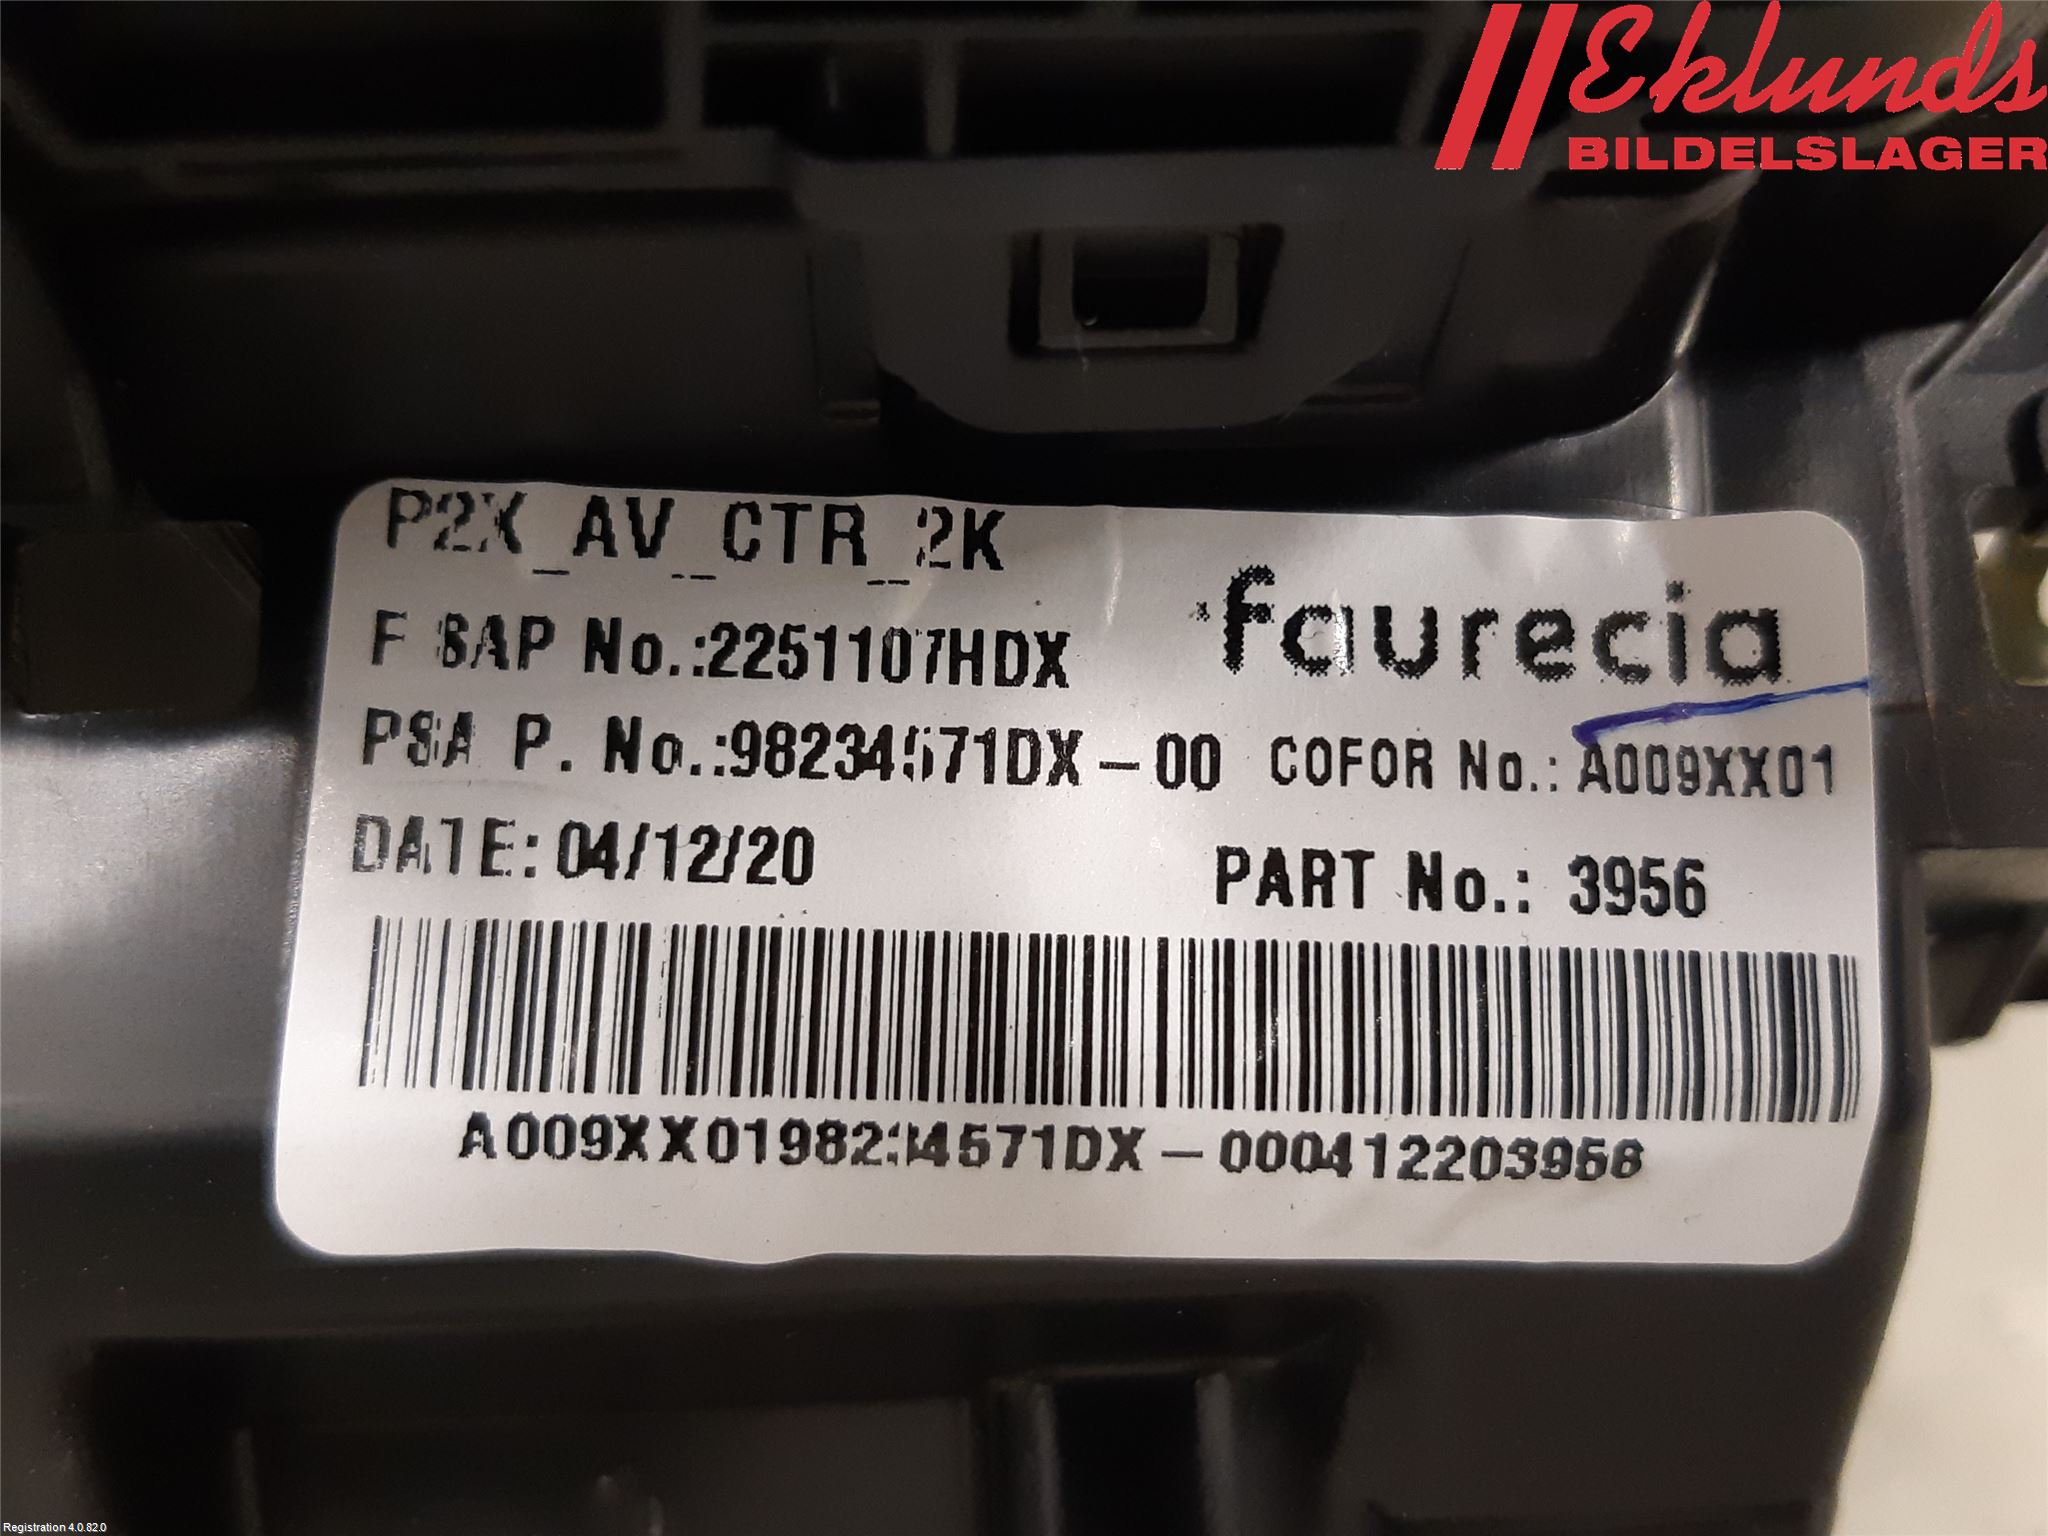 Eklunds
BILDELSLAGER
P2X_AV_CTR_2K
faurecia
F SAP No.:2251107HDX
PSA P. No.:98234571DX-00 COFOR No.: A009XX01
DATE: 04/12/20
PART No.: 3956
A009XX0198234571DX-000412203956
Registration 4.0.82.0